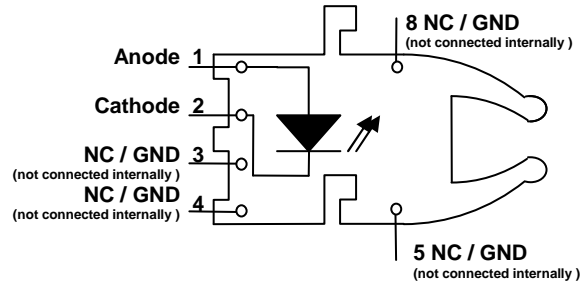 Anode 1
Cathode 2
NC / GND 3
(not connected internally )
NC / GND 4
(not connected internally )
8 NC / GND
(not connected internally )
5 NC / GND
(not connected internally )